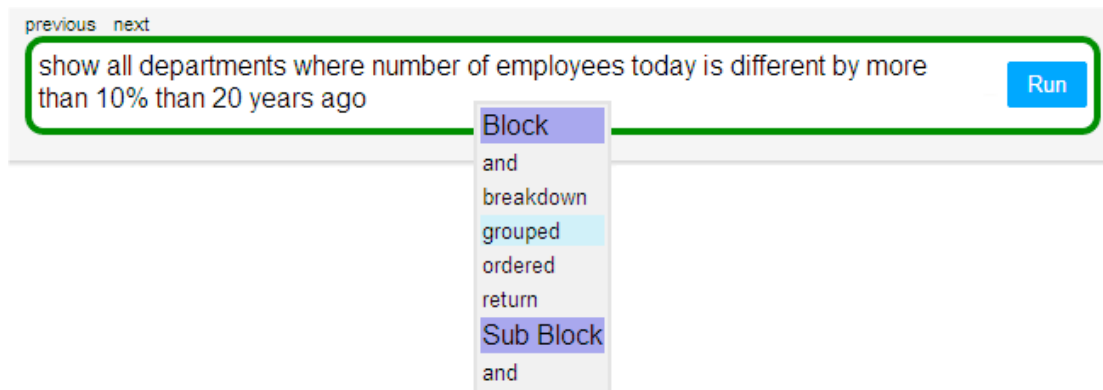 previous next
show all departments where number of employees today is different by more
than 10% than 20 years ago
Run
Block
and
breakdown
grouped
ordered
return
Sub Block
and